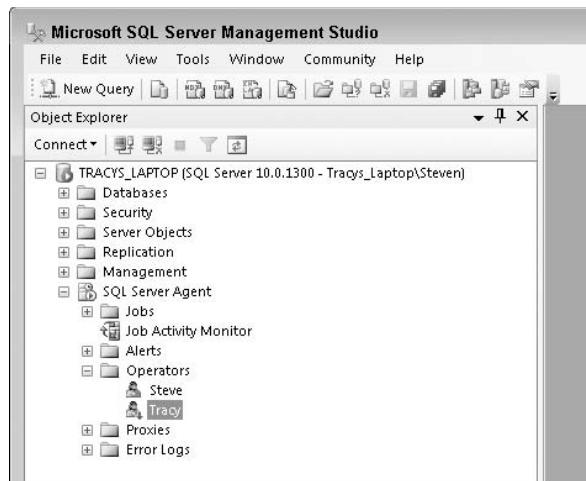 Microsoft SQL Server Management Studio
File Edit View Tools Window Community Help
New Query
Object Explorer
Connect
TRACYS_LAPTOP (SQL Server 10.0.1300 - Tracys_Laptop\Steven)
Databases
Security
Server Objects
Replication
Management
SQL Server Agent
Jobs
Job Activity Monitor
Alerts
Operators
Steve
Tracy
Proxies
Error Logs